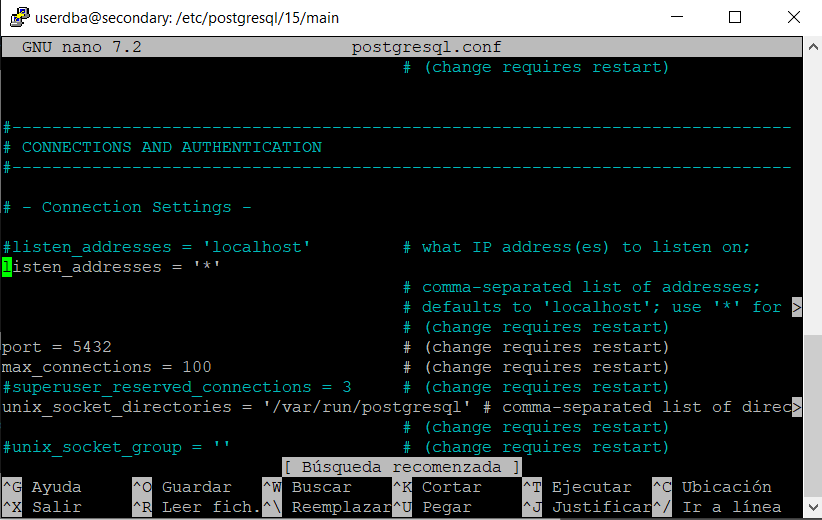 userdba@secondary: /etc/postgresql/15/main
GNU nano 7.2 postgresql.conf
# (change requires restart)
#------------------------------------------------------------------------------
# CONNECTIONS AND AUTHENTICATION
#------------------------------------------------------------------------------
# - Connection Settings -
#listen_addresses = 'localhost' # what IP address(es) to listen on;
listen_addresses = '*'
# comma-separated list of addresses;
# defaults to 'localhost'; use '*' for >
# (change requires restart)
port = 5432 # (change requires restart)
max_connections = 100 # (change requires restart)
#superuser_reserved_connections = 3 # (change requires restart)
unix_socket_directories = '/var/run/postgresql' # comma-separated list of direc>
# (change requires restart)
#unix_socket_group = '' # (change requires restart)
[ Búsqueda recomenzada ]
^G Ayuda ^O Guardar ^W Buscar ^K Cortar ^T Ejecutar ^C Ubicación
^X Salir ^R Leer fich. ^\ Reemplazar ^U Pegar ^J Justificar ^/ Ir a línea